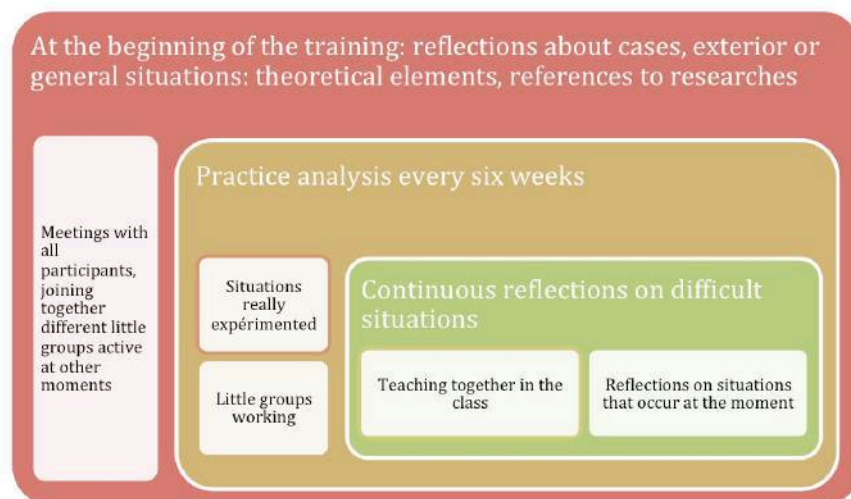 At the beginning of the training: reflections about cases, exterior or
general situations: theoretical elements, references to researches
Meetings with
all
participants,
joining
together
different little
groups active
at other
moments
Practice analysis every six weeks
Situations
really
expérimented
Little groups
working
Continuous reflections on difficult
situations
Teaching together in the
class
Reflections on situations
that occur at the moment